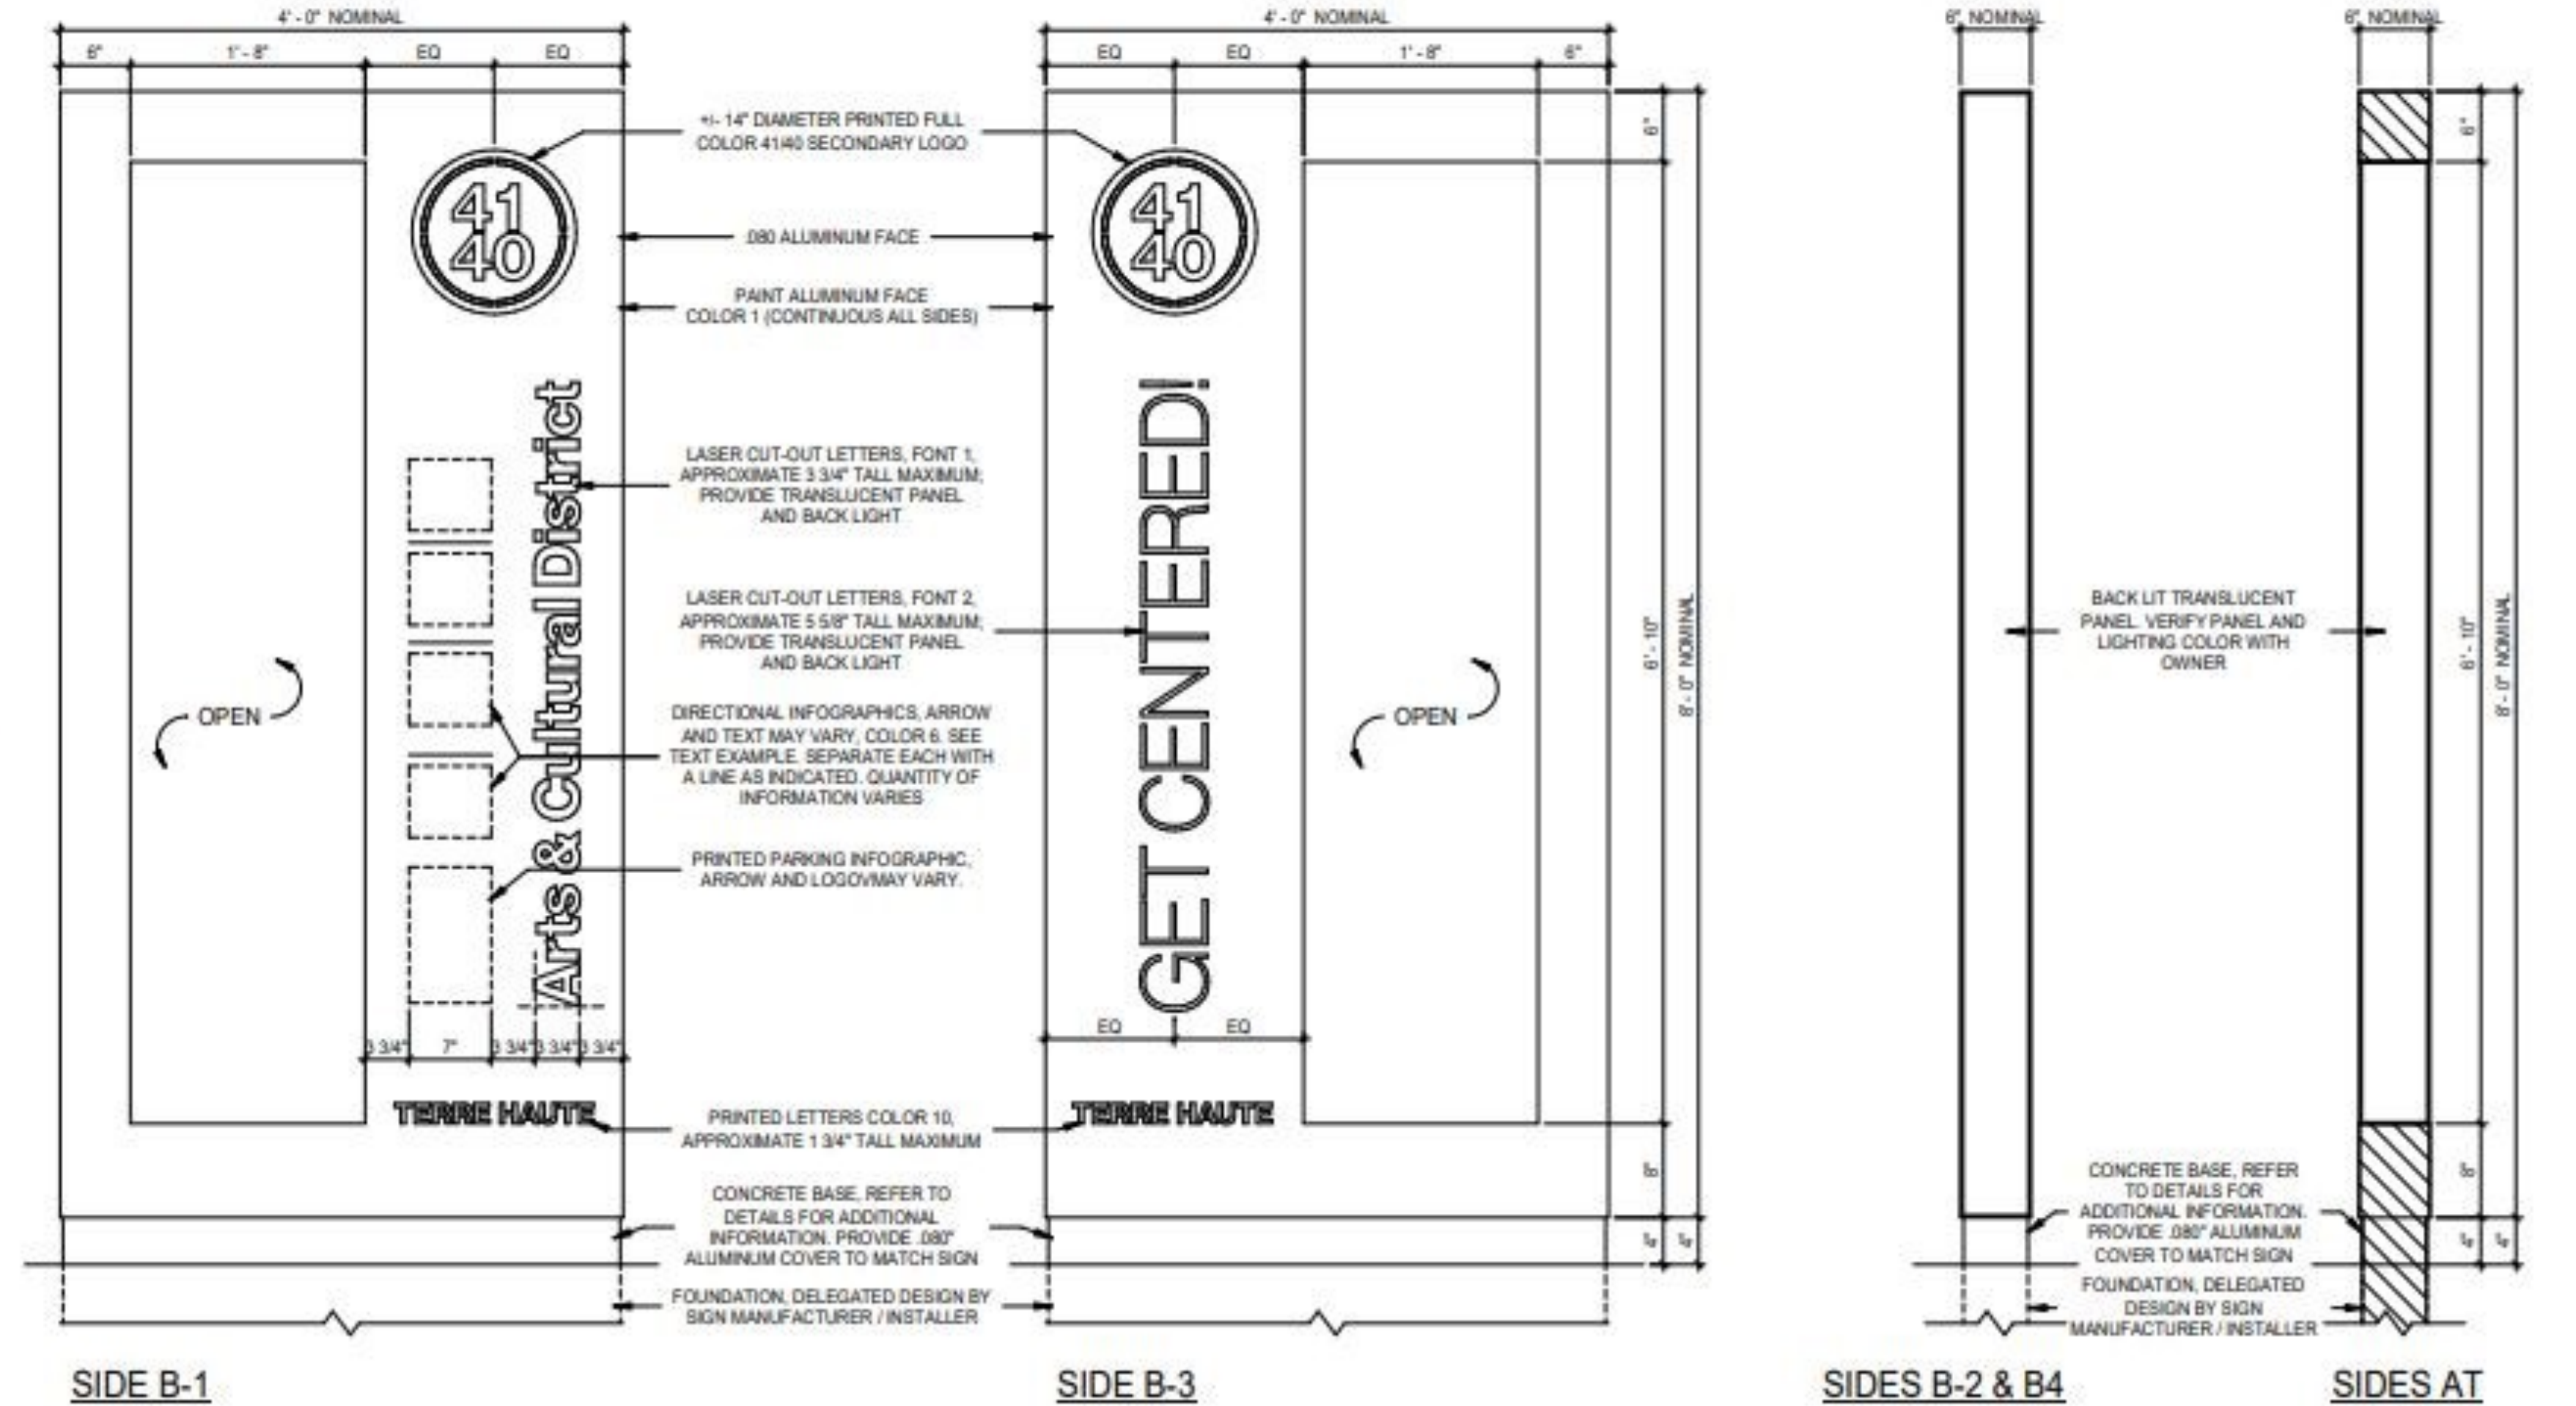 4' - 0" NOMINAL
6" 1' - 8" EQ EQ
4' - 0" NOMINAL
EQ EQ 1' - 8" 6"
6" NOMINAL
6" NOMINAL
+/- 14" DIAMETER PRINTED FULL
COLOR 41/40 SECONDARY LOGO
41
40
41
40
.080 ALUMINUM FACE
PAINT ALUMINUM FACE
COLOR 1 (CONTINUOUS ALL SIDES)
LASER CUT-OUT LETTERS, FONT 1,
APPROXIMATE 3 3/4" TALL MAXIMUM;
PROVIDE TRANSLUCENT PANEL
AND BACK LIGHT
LASER CUT-OUT LETTERS, FONT 2,
APPROXIMATE 5 5/8" TALL MAXIMUM;
PROVIDE TRANSLUCENT PANEL
AND BACK LIGHT
DIRECTIONAL INFOGRAPHICS, ARROW
AND TEXT MAY VARY, COLOR 6. SEE
TEXT EXAMPLE. SEPARATE EACH WITH
A LINE AS INDICATED. QUANTITY OF
INFORMATION VARIES
PRINTED PARKING INFOGRAPHIC,
ARROW AND LOGOVMAY VARY.
OPEN
Arts & Cultural District
3 3/4" 7" 3 3/4" 3 3/4" 3 3/4"
TERRE HAUTE
GET CENTERED!
OPEN
EQ EQ
TERRE HAUTE
PRINTED LETTERS COLOR 10,
APPROXIMATE 1 3/4" TALL MAXIMUM
CONCRETE BASE, REFER TO
DETAILS FOR ADDITIONAL
INFORMATION. PROVIDE .080"
ALUMINUM COVER TO MATCH SIGN
FOUNDATION, DELEGATED DESIGN BY
SIGN MANUFACTURER / INSTALLER
6"
6' - 10"
8' - 0" NOMINAL
8"
4"
4"
BACK LIT TRANSLUCENT
PANEL. VERIFY PANEL AND
LIGHTING COLOR WITH
OWNER
6"
6' - 10"
8' - 0" NOMINAL
8"
4"
4"
CONCRETE BASE, REFER
TO DETAILS FOR
ADDITIONAL INFORMATION.
PROVIDE .080" ALUMINUM
COVER TO MATCH SIGN
FOUNDATION, DELEGATED
DESIGN BY SIGN
MANUFACTURER / INSTALLER
SIDE B-1
SIDE B-3
SIDES B-2 & B4
SIDES AT